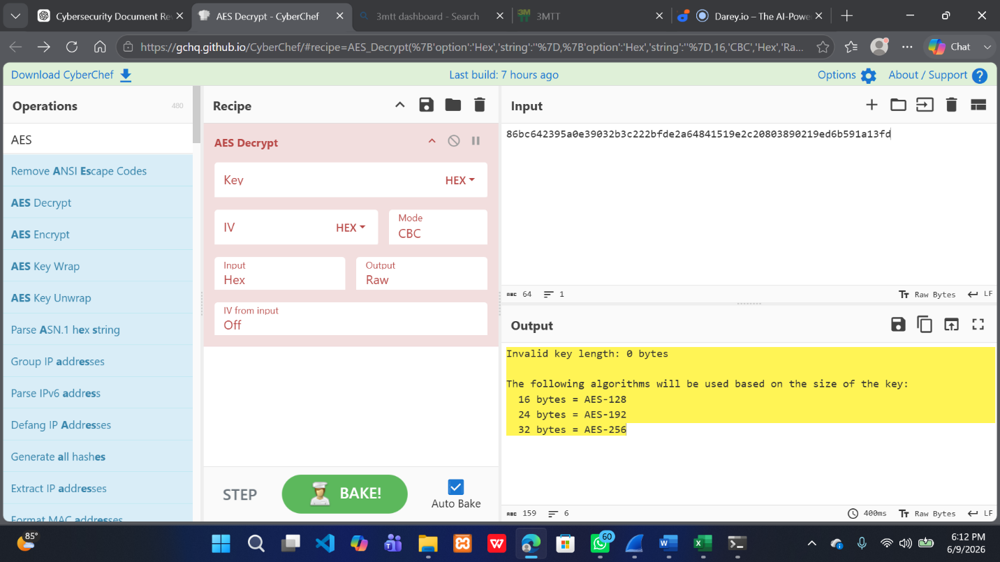 Cybersecurity Document Re
AES Decrypt - CyberChef
3mtt dashboard - Search
3MTT
Darey.io – The AI-Powe
https://gchq.github.io/CyberChef/#recipe=AES_Decrypt(%7B'option':'Hex','string':''%7D,%7B'option':'Hex','string':''%7D,16,'CBC','Hex','Ra...
Chat
Download CyberChef
Last build: 7 hours ago
Options
About / Support
Operations
480
AES
Remove ANSI Escape Codes
AES Decrypt
AES Encrypt
AES Key Wrap
AES Key Unwrap
Parse ASN.1 hex string
Group IP addresses
Parse IPv6 address
Defang IP Addresses
Generate all hashes
Extract IP addresses
Format MAC addresses
Recipe
AES Decrypt
Key
HEX
IV
HEX
Mode
CBC
Input
Hex
Output
Raw
IV from input
Off
STEP
BAKE!
Auto Bake
Input
86bc642395a0e39032b3c222bfde2a64841519e2c20803890219ed6b591a13fd
ABC 64 1
Raw Bytes LF
Output
Invalid key length: 0 bytes
The following algorithms will be used based on the size of the key:
16 bytes = AES-128
24 bytes = AES-192
32 bytes = AES-256
ABC 159 6
400ms Raw Bytes LF
85°
60
6:12 PM
6/9/2026